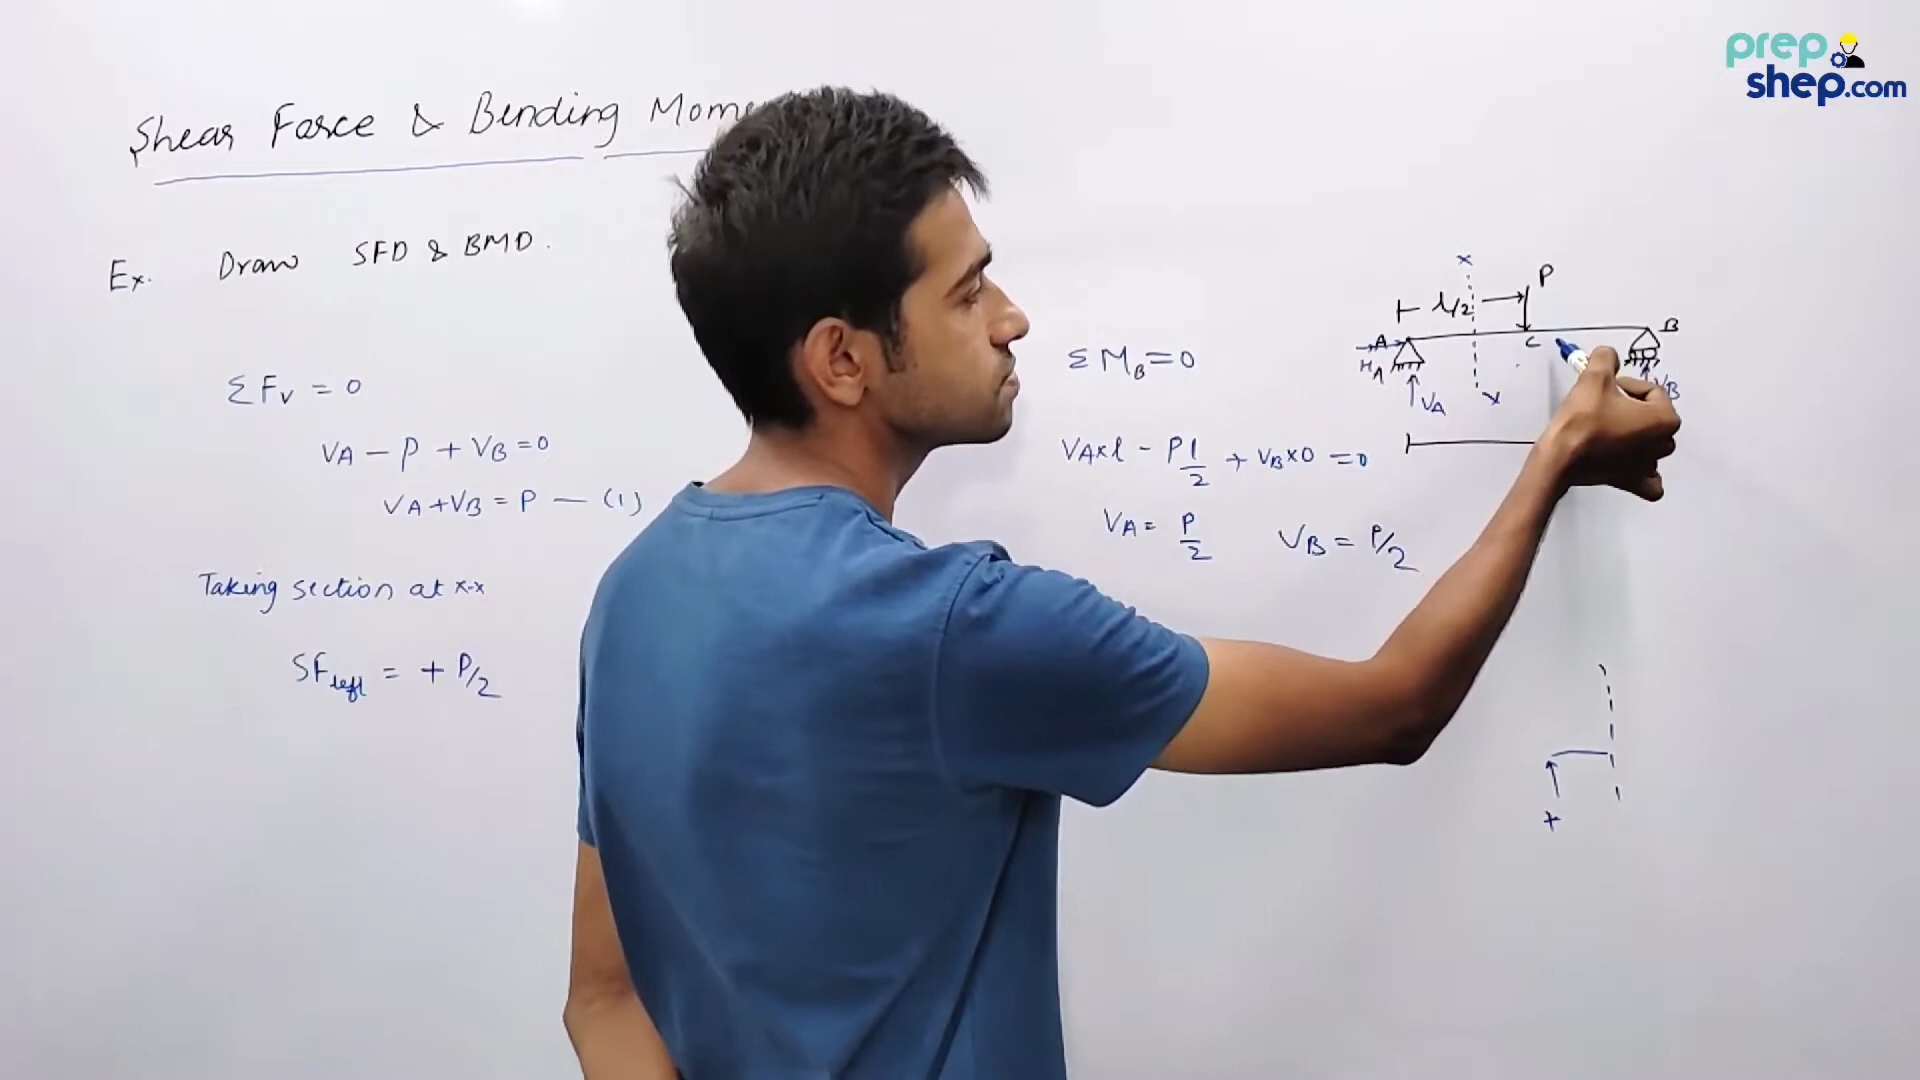 prep
shep.com
Shear Force & Bending Mome
Ex. Draw SFD & BMD.
ΣFv = 0
VA - P + VB = 0
VA + VB = P — (1)
Taking section at x-x
SFleft = + P/2
ΣMB = 0
VA×l - P l/2 + VB×0 = 0
VA = P/2 VB = P/2
x
P
l/2
A C B
HA
VA x VB
+